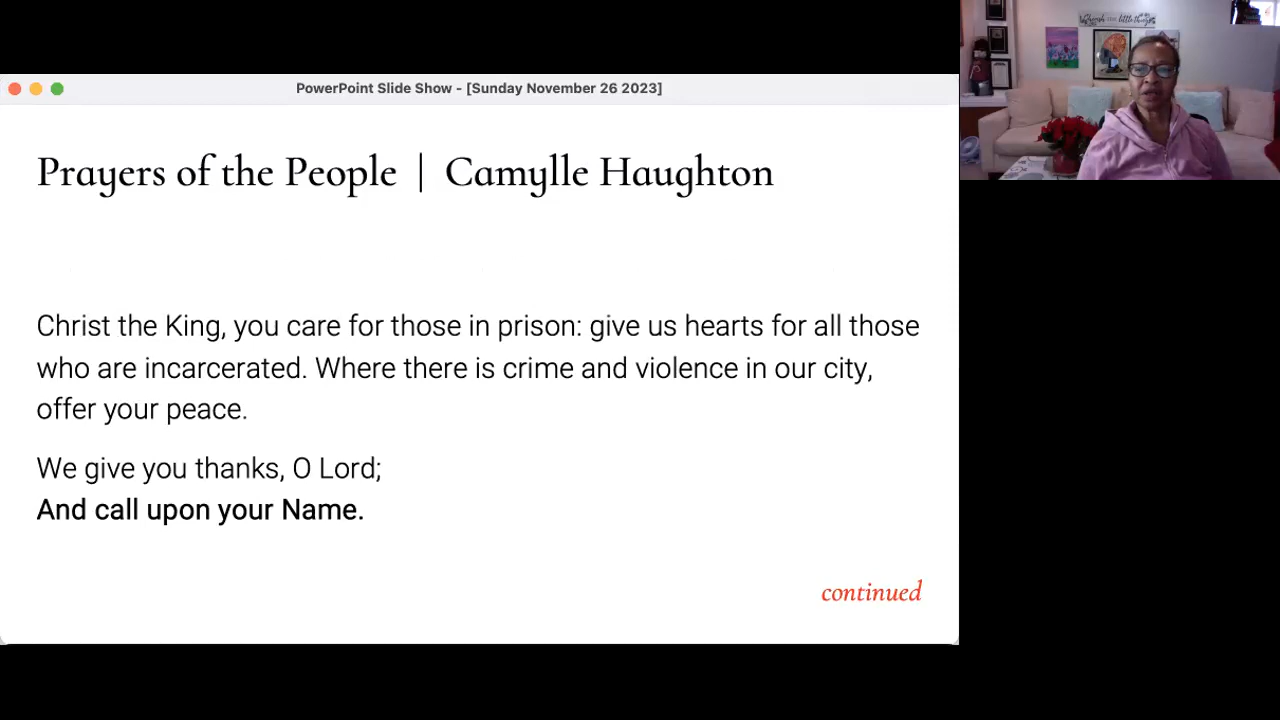 PowerPoint Slide Show - [Sunday November 26 2023]
Prayers of the People | Camylle Haughton
Christ the King, you care for those in prison: give us hearts for all those
who are incarcerated. Where there is crime and violence in our city,
offer your peace.
We give you thanks, O Lord;
And call upon your Name.
continued